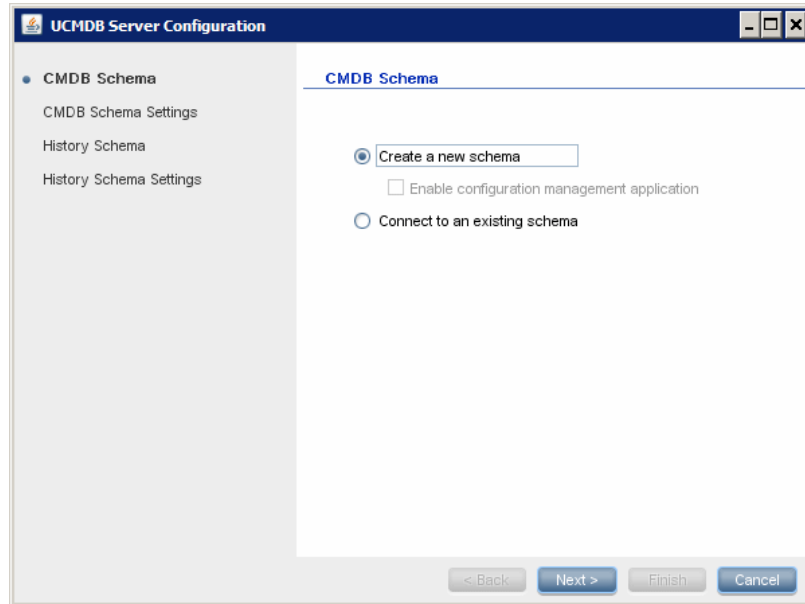 UCMDB Server Configuration
CMDB Schema
CMDB Schema Settings
History Schema
History Schema Settings
CMDB Schema
Create a new schema
Enable configuration management application
Connect to an existing schema
< Back
Next >
Finish
Cancel